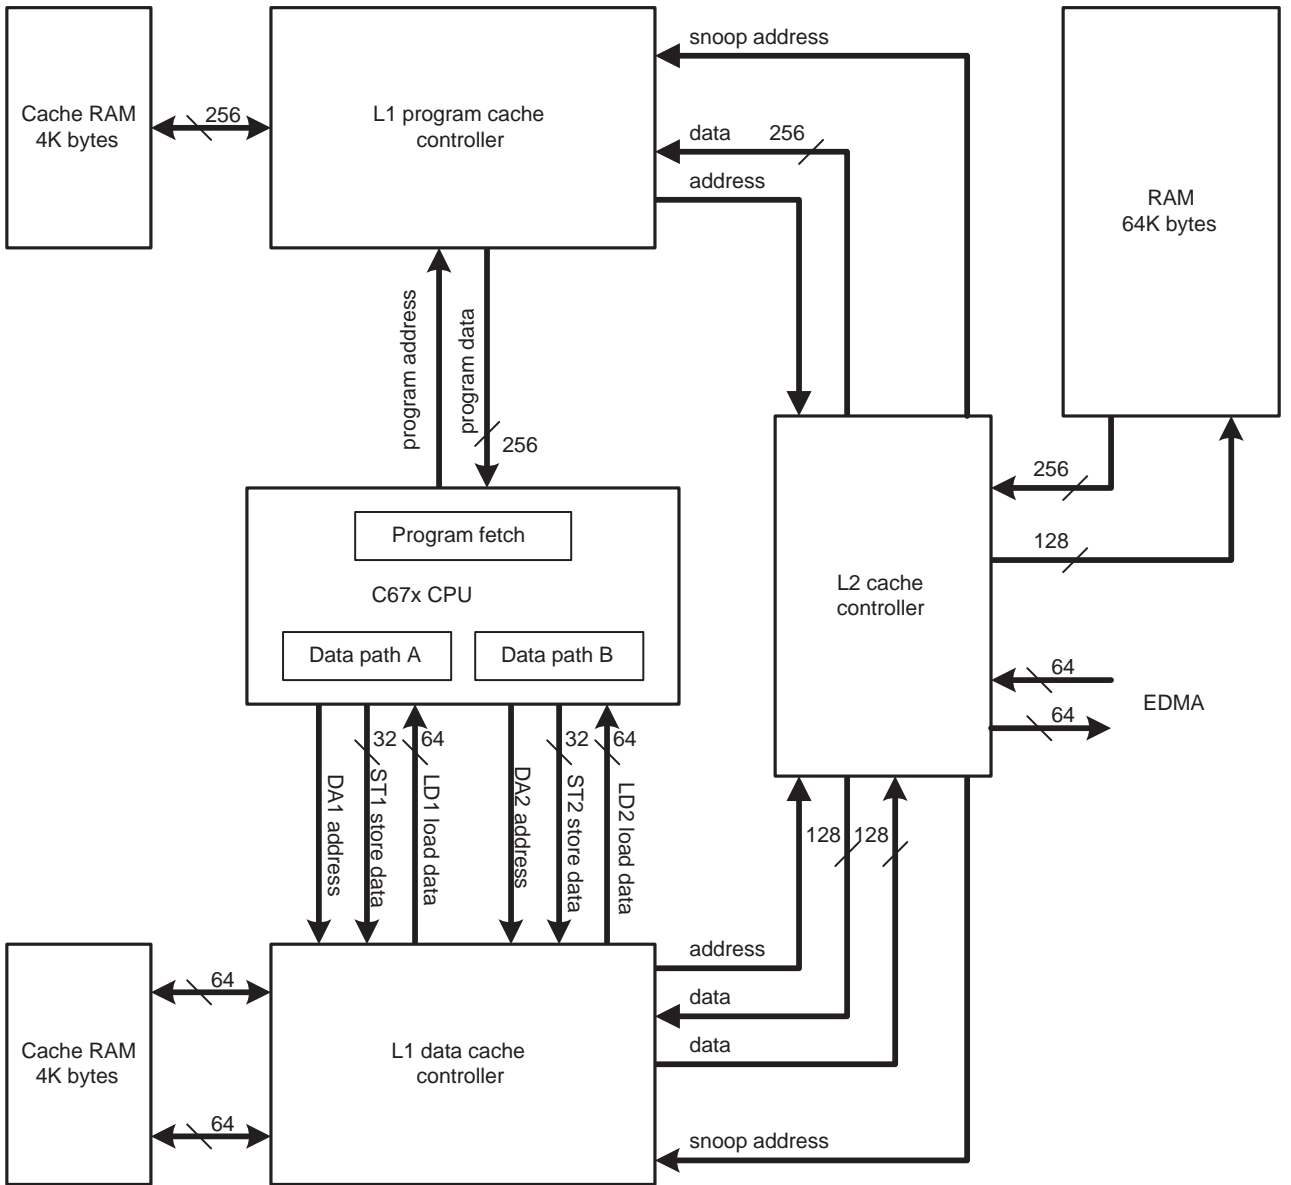 snoop address
Cache RAM
4K bytes
256
L1 program cache
controller
data
256
address
RAM
64K bytes
program address
program data
256
256
128
Program fetch
C67x CPU
Data path A
Data path B
L2 cache
controller
64
EDMA
64
DA1 address
32
ST1 store data
64
LD1 load data
DA2 address
32
ST2 store data
64
LD2 load data
128
128
address
data
data
snoop address
Cache RAM
4K bytes
64
64
L1 data cache
controller